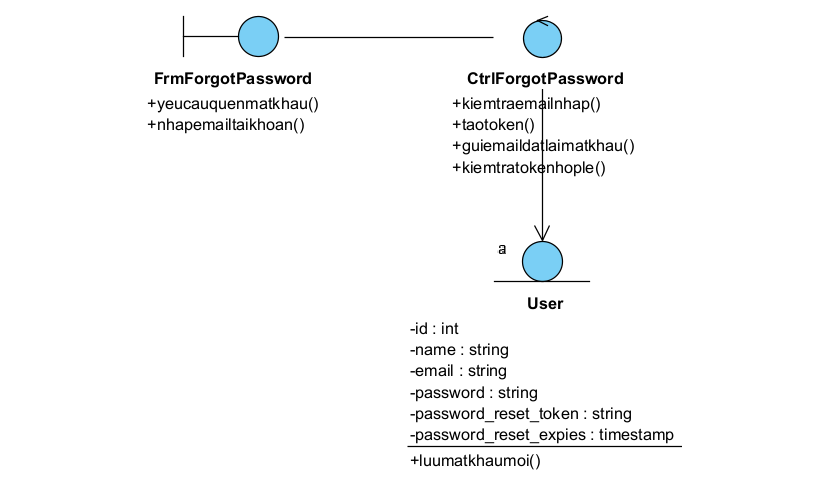 FrmForgotPassword
+yeucauquenmatkhau()
+nhapemailtaikhoan()
CtrlForgotPassword
+kiemtraemailnhap()
+taotoken()
+guiemaildatlaimatkhau()
+kiemtratokenhople()
a
User
-id : int
-name : string
-email : string
-password : string
-password_reset_token : string
-password_reset_expies : timestamp
+luumatkhaumoi()